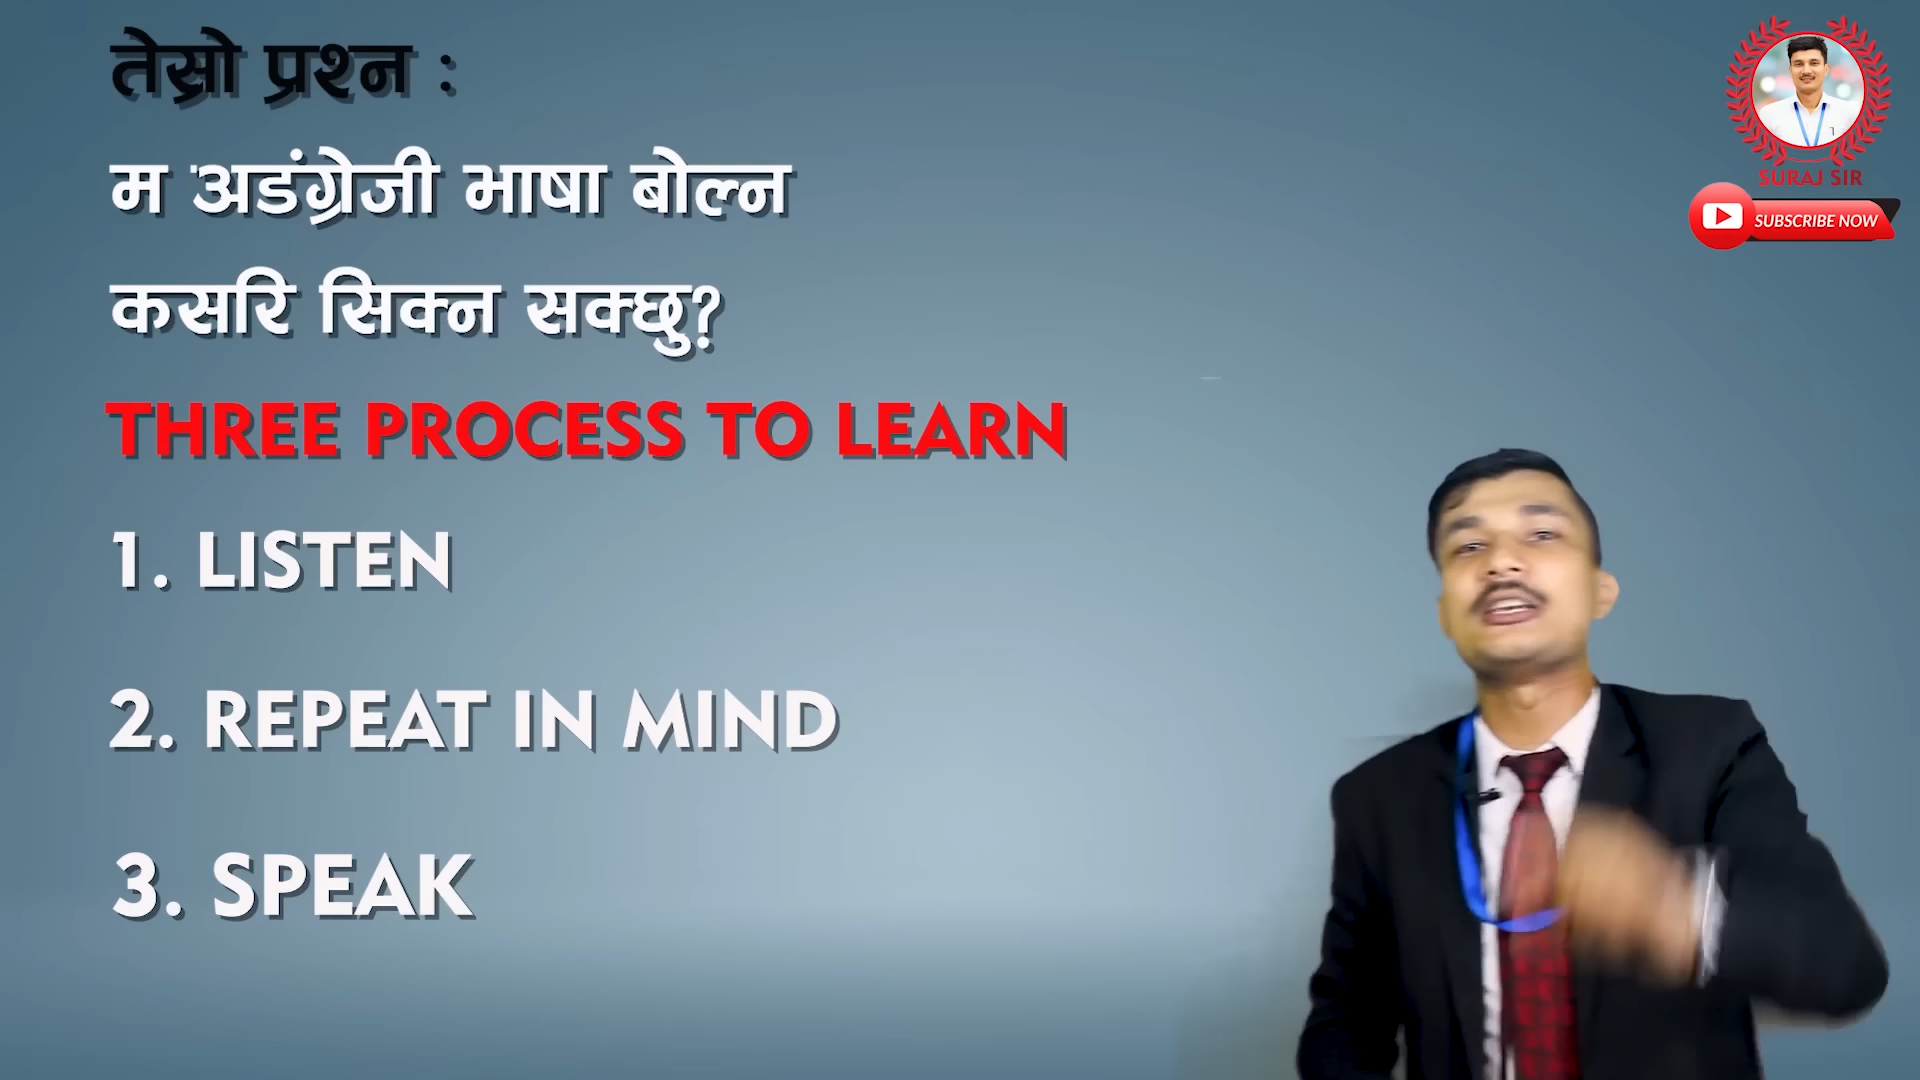 तेस्रो प्रश्न :
म अडंग्रेजी भाषा बोल्न
कसरि सिक्न सक्छु?
THREE PROCESS TO LEARN
1. LISTEN
2. REPEAT IN MIND
3. SPEAK
SURAJ SIR
SUBSCRIBE NOW